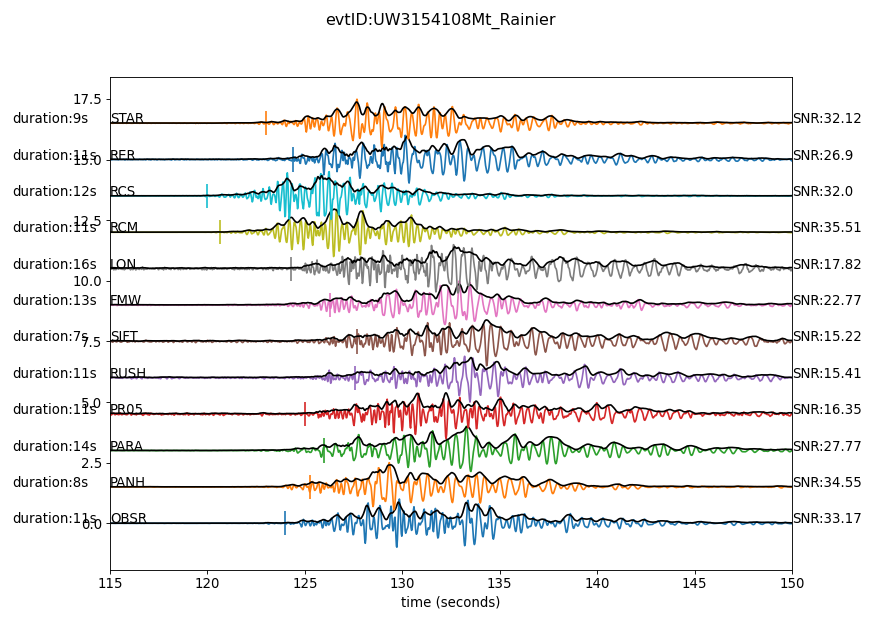 evtID:UW3154108Mt_Rainier
17.5
duration:9s STAR SNR:32.12
duration:11s RER SNR:26.9
15.0
duration:12s RCS SNR:32.0
12.5
duration:11s RCM SNR:35.51
duration:16s LON SNR:17.82
10.0
duration:13s FMW SNR:22.77
duration:7s SIFT SNR:15.22
7.5
duration:11s RUSH SNR:15.41
5.0
duration:11s PR05 SNR:16.35
duration:14s PARA SNR:27.77
2.5
duration:8s PANH SNR:34.55
duration:11s OBSR SNR:33.17
0.0
115 120 125 130 135 140 145 150
time (seconds)